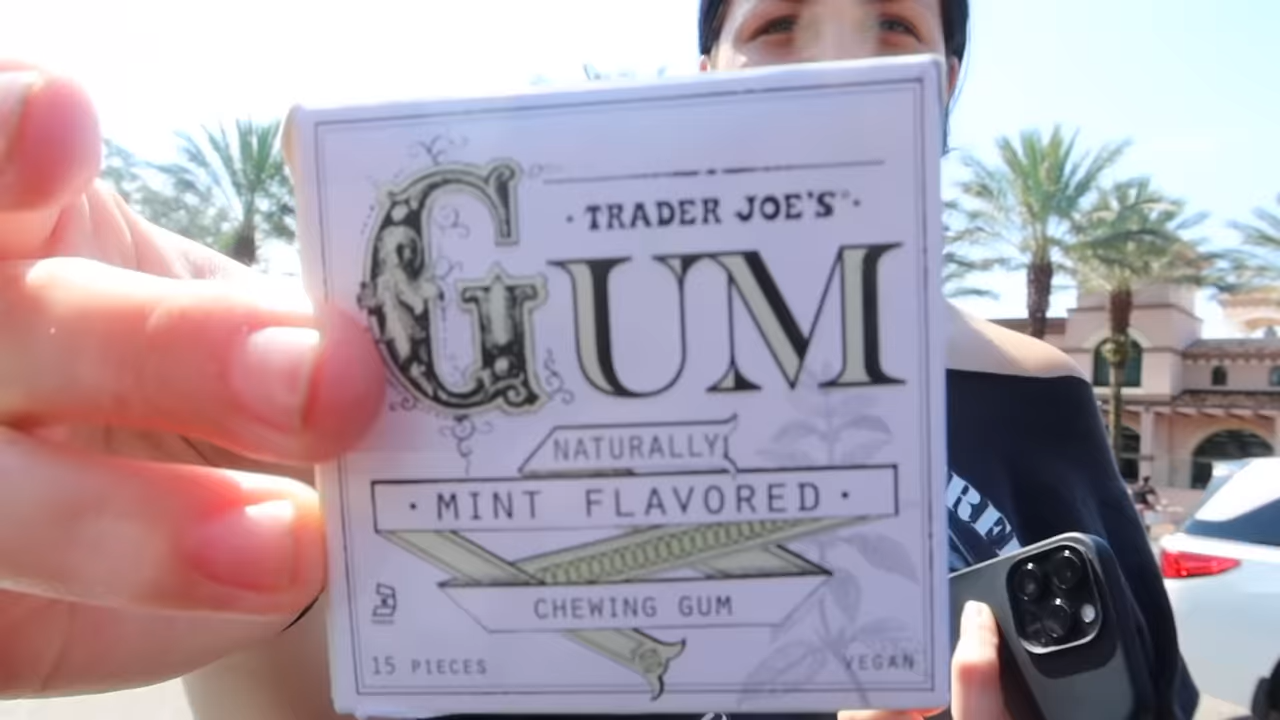 · TRADER JOE'S® ·
GUM
NATURALLY
· MINT FLAVORED ·
CHEWING GUM
15 PIECES
VEGAN